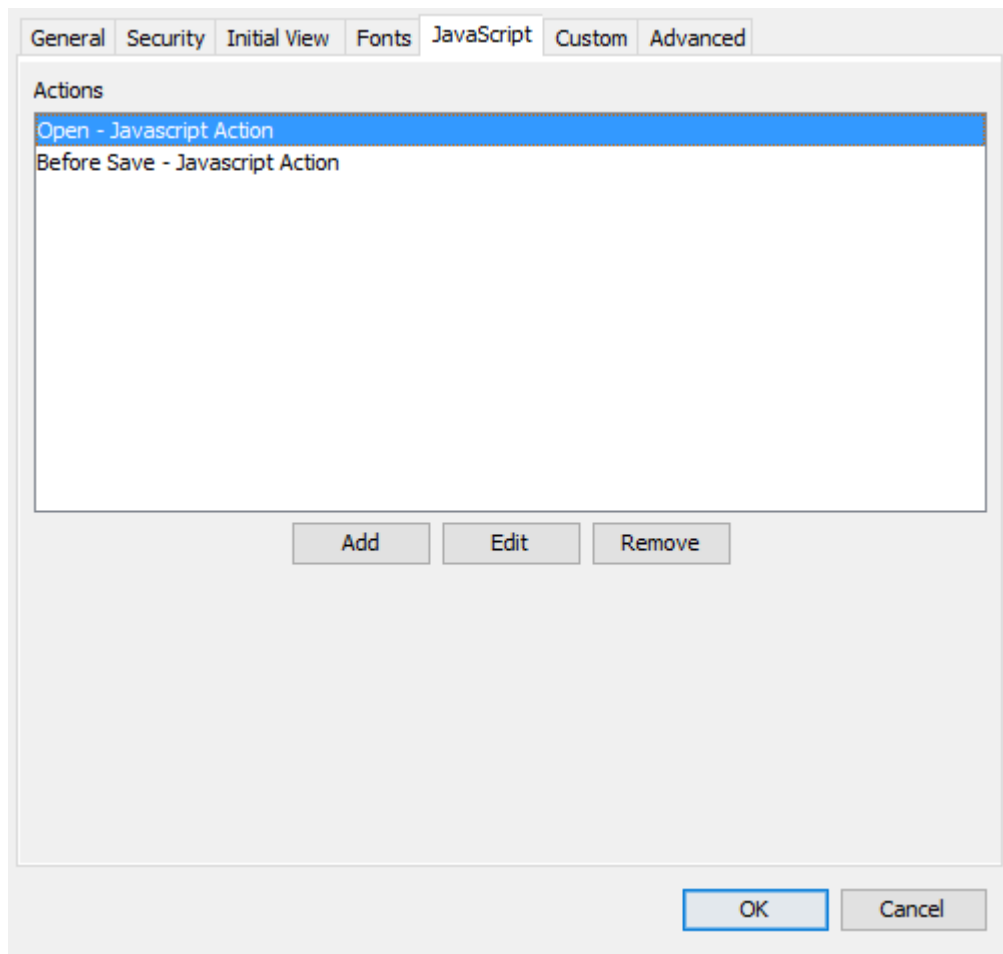 General Security Initial View Fonts JavaScript Custom Advanced
Actions
Open - Javascript Action
Before Save - Javascript Action
Add Edit Remove
OK Cancel